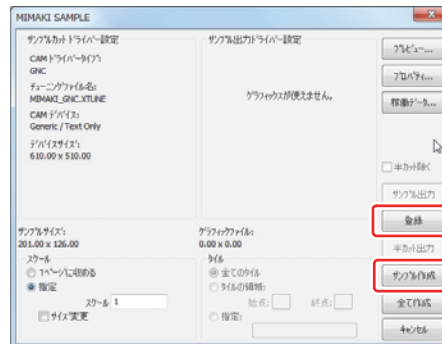 MIMAKI SAMPLE
ｻﾝﾌﾟﾙｶｯﾄﾄﾞﾗｲﾊﾞｰ設定
CAMﾄﾞﾗｲﾊﾞｰﾀｲﾌﾟ:
GNC
ﾁｭｰﾆﾝｸﾞﾌｧｲﾙ名:
MIMAKI_GNC.XTUNE
CAMﾃﾞﾊﾞｲｽ:
Generic / Text Only
ﾃﾞﾊﾞｲｽｻｲｽﾞ:
610.00 x 510.00
ｻﾝﾌﾟﾙ出力ﾄﾞﾗｲﾊﾞｰ設定
ｸﾞﾗﾌｨｯｸｽが使えません。
ﾌﾟﾚﾋﾞｭｰ...
ﾌﾟﾛﾊﾟﾃｨ...
稼働ﾃﾞｰﾀ...
半ｶｯﾄ除く
ｻﾝﾌﾟﾙ出力
登録
半ｶｯﾄ出力
ｻﾝﾌﾟﾙ作成
全て作成
ｷｬﾝｾﾙ
ｻﾝﾌﾟﾙｻｲｽﾞ:
201.00 x 126.00
ｸﾞﾗﾌｨｯｸﾌｧｲﾙ:
0.00 x 0.00
ｽｹｰﾙ
1ﾍﾟｰｼﾞに収める
指定
ｽｹｰﾙ 1
ｻｲｽﾞ変更
ﾀｲﾙ
全てのﾀｲﾙ
ﾀｲﾙの領域:
始点: 終点:
指定: